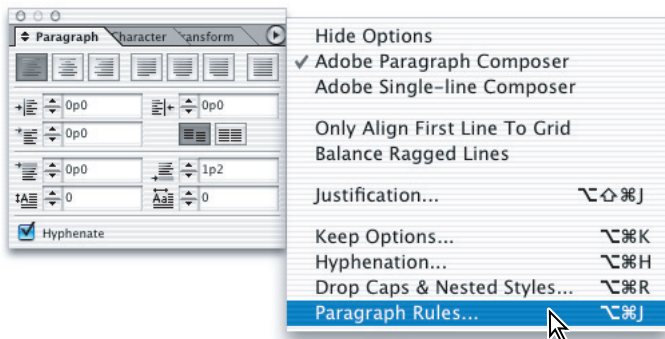 Paragraph Character Transform
0p0 0p0
0p0
0p0 1p2
0 0
Hyphenate
Hide Options
✓ Adobe Paragraph Composer
Adobe Single-line Composer
Only Align First Line To Grid
Balance Ragged Lines
Justification... ⌥⇧⌘J
Keep Options... ⌥⌘K
Hyphenation... ⌥⌘H
Drop Caps & Nested Styles... ⌥⌘R
Paragraph Rules... ⌥⌘J